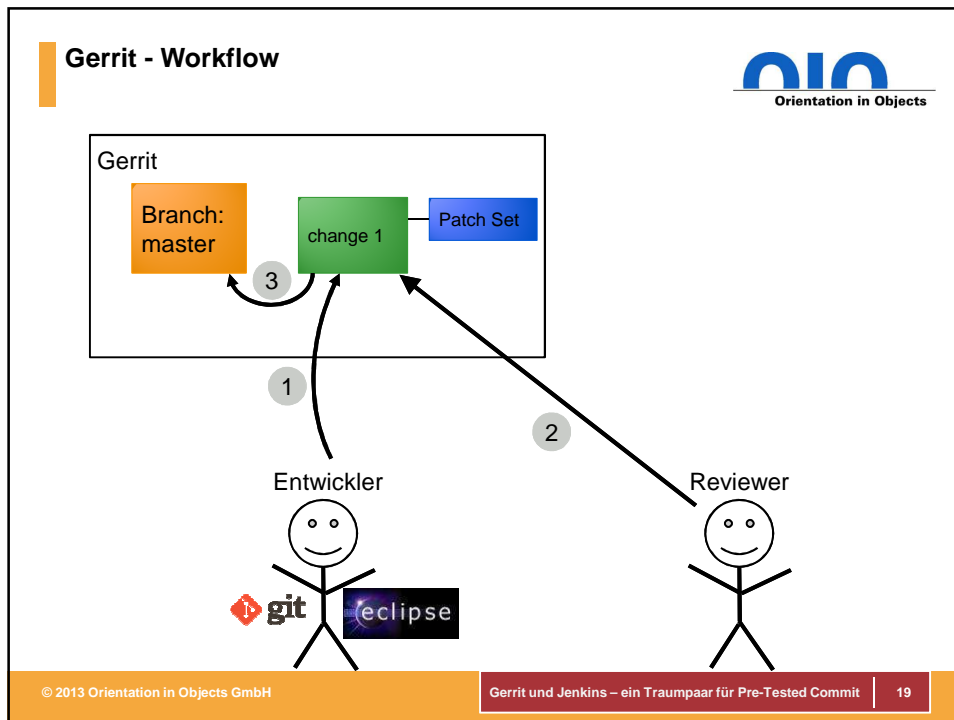 Gerrit - Workflow
OIO
Orientation in Objects
Gerrit
Branch:
master
change 1
Patch Set
3
1
2
Entwickler
Reviewer
git
eclipse
© 2013 Orientation in Objects GmbH
Gerrit und Jenkins – ein Traumpaar für Pre-Tested Commit
19